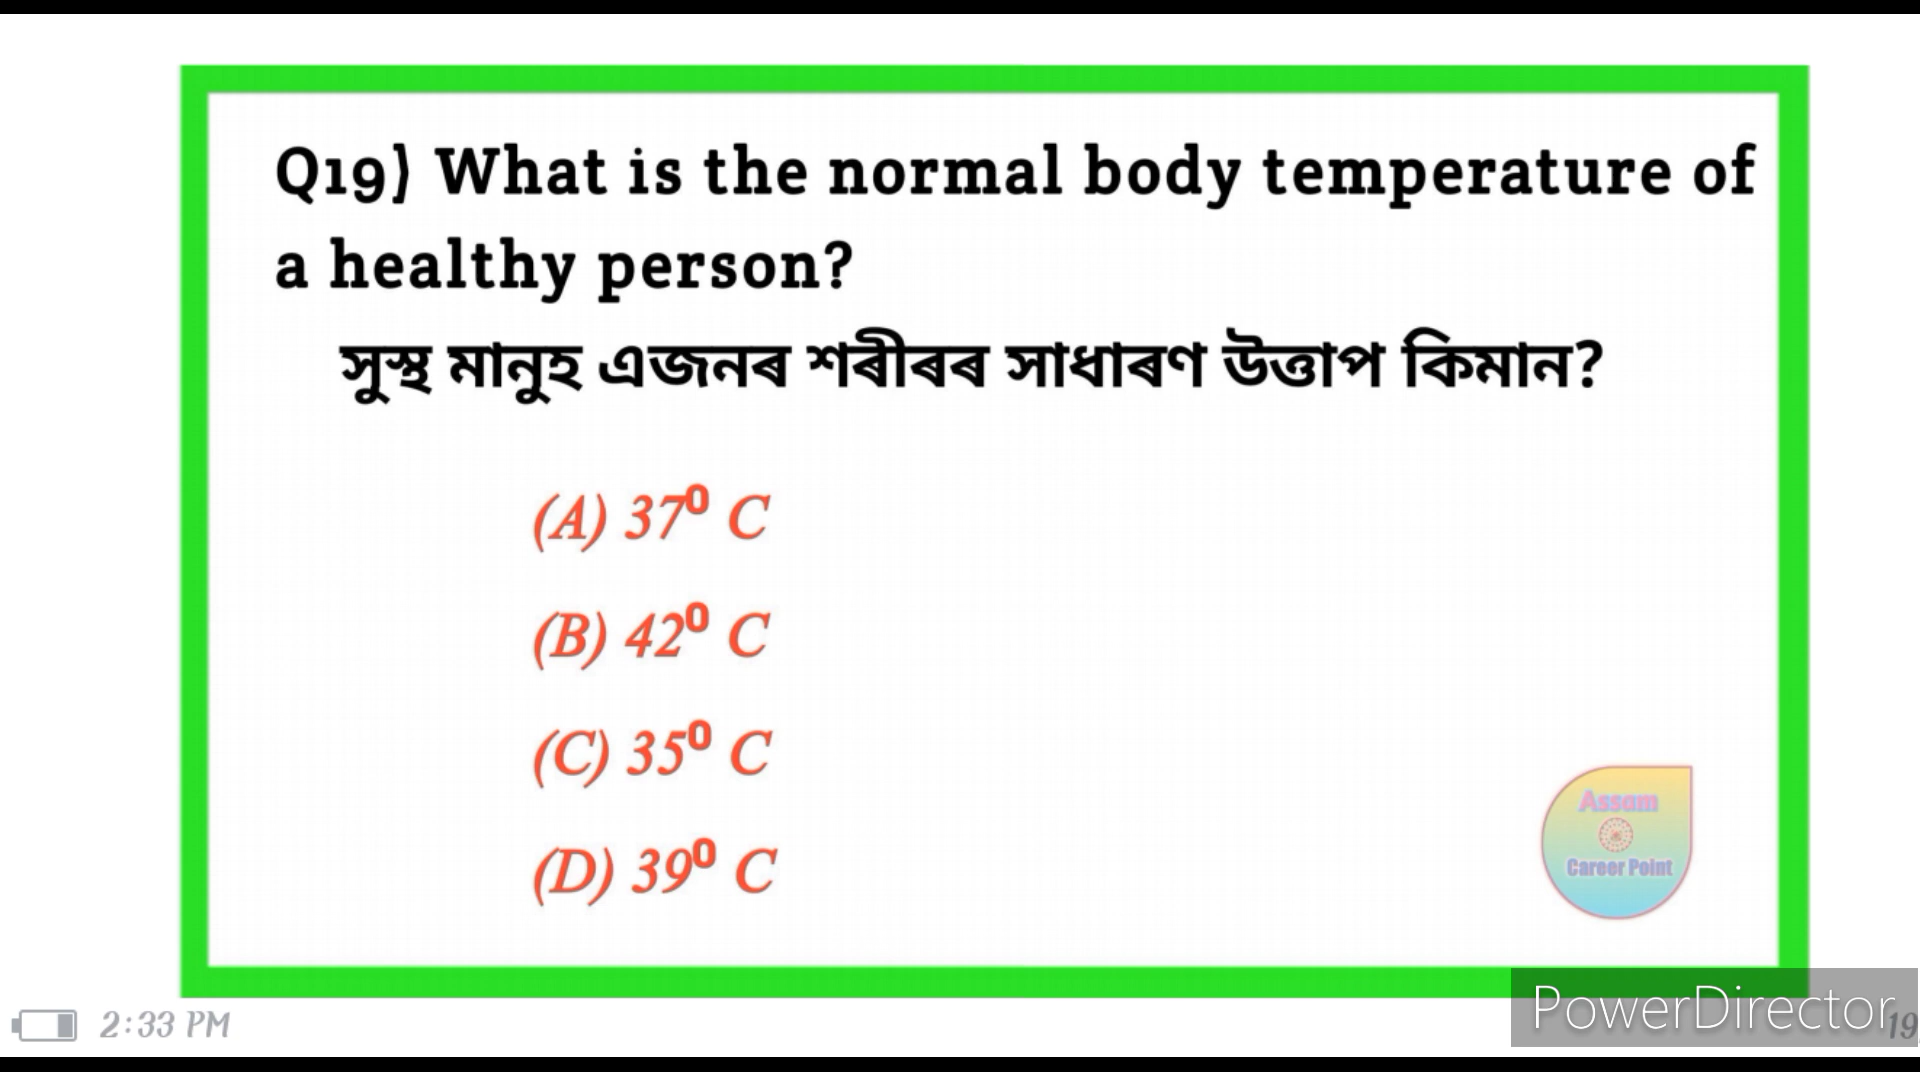 Q19) What is the normal body temperature of
a healthy person?
সুস্থ মানুহ এজনৰ শৰীৰৰ সাধাৰণ উত্তাপ কিমান?
(A) 37⁰ C
(B) 42⁰ C
(C) 35⁰ C
(D) 39⁰ C
Assam
Career Point
2:33 PM
PowerDirector
19